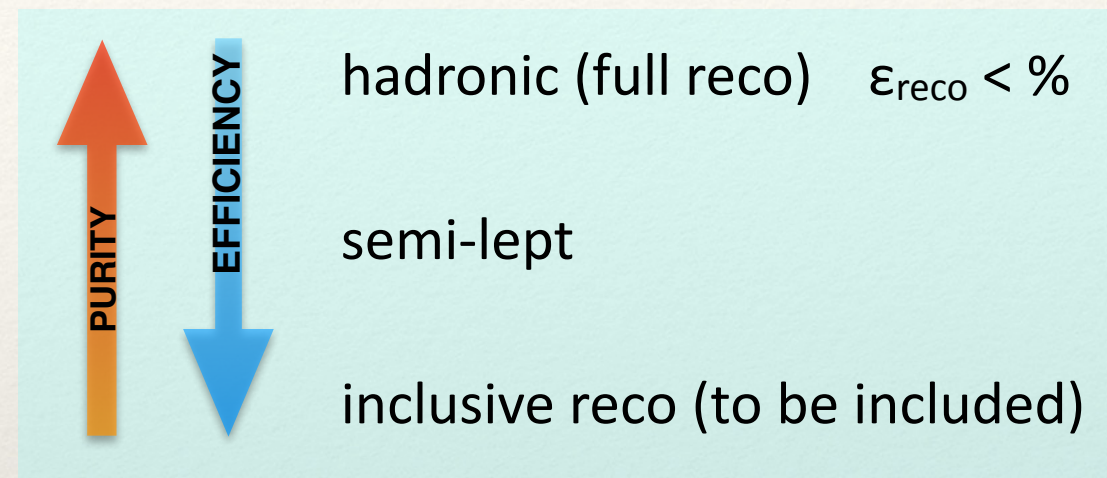 PURITY
EFFICIENCY
hadronic (full reco) εreco < %
semi-lept
inclusive reco (to be included)